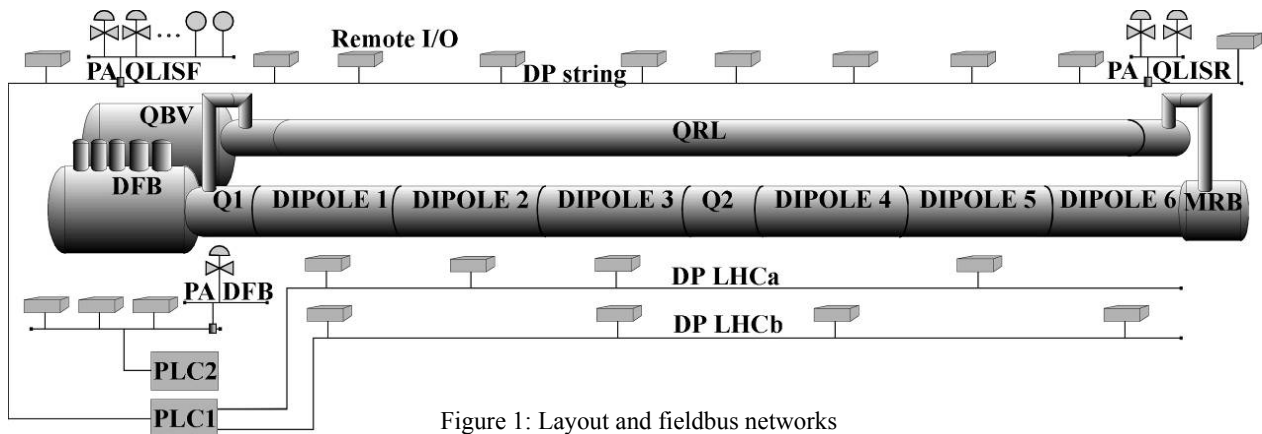 Remote I/O
PA QLISF
DP string
PA QLISR
QBV
QRL
DFB
Q1 DIPOLE 1 DIPOLE 2 DIPOLE 3 Q2 DIPOLE 4 DIPOLE 5 DIPOLE 6 MRB
PA DFB
DP LHCa
DP LHCb
PLC2
PLC1
Figure 1: Layout and fieldbus networks